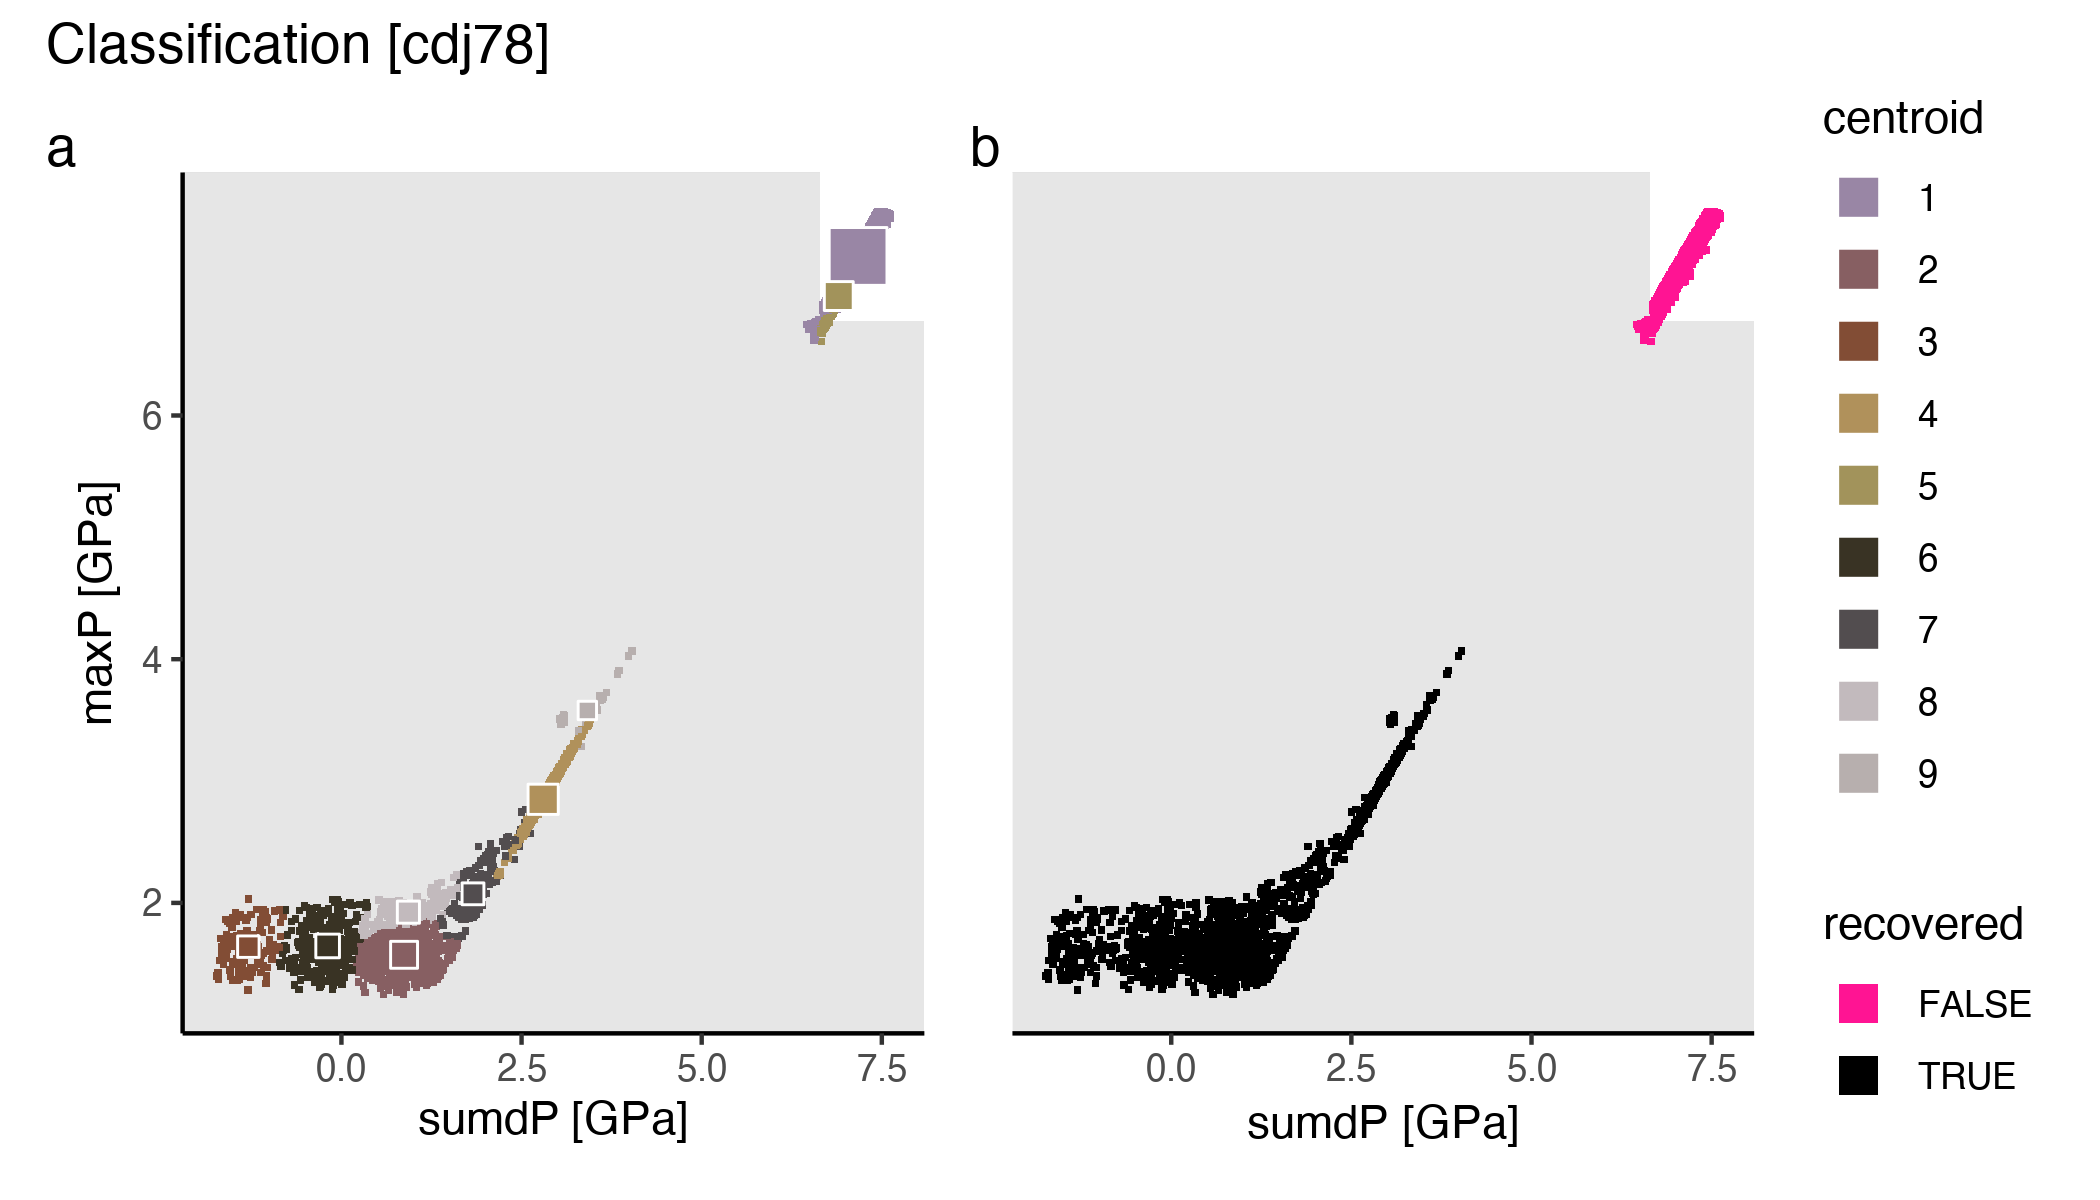 Classification [cdj78]
a
b
maxP [GPa]
6
4
2
0.0 2.5 5.0 7.5
sumdP [GPa]
0.0 2.5 5.0 7.5
sumdP [GPa]
centroid
1
2
3
4
5
6
7
8
9
recovered
FALSE
TRUE